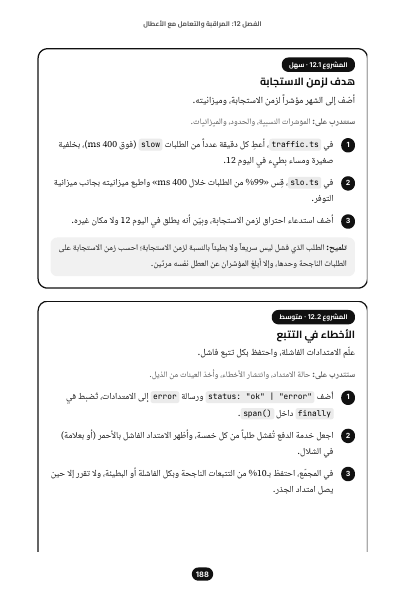 الفصل 12: المراقبة والتعامل مع الأعطال
المشروع 12.1 · سهل
هدف لزمن الاستجابة
أضف إلى الشهر مؤشراً لزمن الاستجابة، وميزانيته.
ستتدرب على: المؤشرات النسبية، والحدود، والميزانيات.
1 في traffic.ts، أعطِ كل دقيقة عدداً من الطلبات slow (فوق 400 ms)، بخلفية
صغيرة ومساء بطيء في اليوم 12.
2 في slo.ts، قِس «99% من الطلبات خلال 400 ms» واطبع ميزانيته بجانب ميزانية
التوفر.
3 أضف استدعاء احتراق لزمن الاستجابة، وبيّن أنه يطلق في اليوم 12 ولا مكان غيره.
تلميح: الطلب الذي فشل ليس سريعاً ولا بطيئاً بالنسبة لزمن الاستجابة؛ احسب زمن الاستجابة على
الطلبات الناجحة وحدها، وإلا أبلغ المؤشران عن العطل نفسه مرتين.
المشروع 12.2 · متوسط
الأخطاء في التتبع
علّم الامتدادات الفاشلة، واحتفظ بكل تتبع فاشل.
ستتدرب على: حالة الامتداد، وانتشار الأخطاء، وأخذ العينات من الذيل.
1 أضف status: "ok" | "error" ورسالة error إلى الامتدادات، تُضبط في
finally داخل span().
2 اجعل خدمة الدفع تُفشل طلباً من كل خمسة، وأظهر الامتداد الفاشل بالأحمر (أو بعلامة)
في الشلال.
3 في المجمّع، احتفظ بـ10% من التتبعات الناجحة وبكل الفاشلة أو البطيئة، ولا تقرر إلا حين
يصل امتداد الجذر.
188